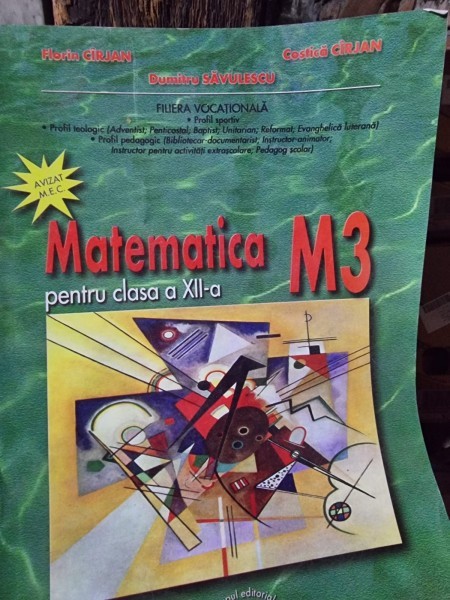 Florin CÎRJAN
Costică CÎRJAN
Dumitru SĂVULESCU
FILIERA VOCAȚIONALĂ
• Profil sportiv
• Profil teologic (Adventist; Penticostal; Baptist; Unitarian; Reformat; Evanghelică Luterană)
• Profil pedagogic (Bibliotecar-documentarist; Instructor-animator;
Instructor pentru activități extrașcolare; Pedagog școlar)
AVIZAT
M.E.C.
Matematica M3
pentru clasa a XII-a
editorial